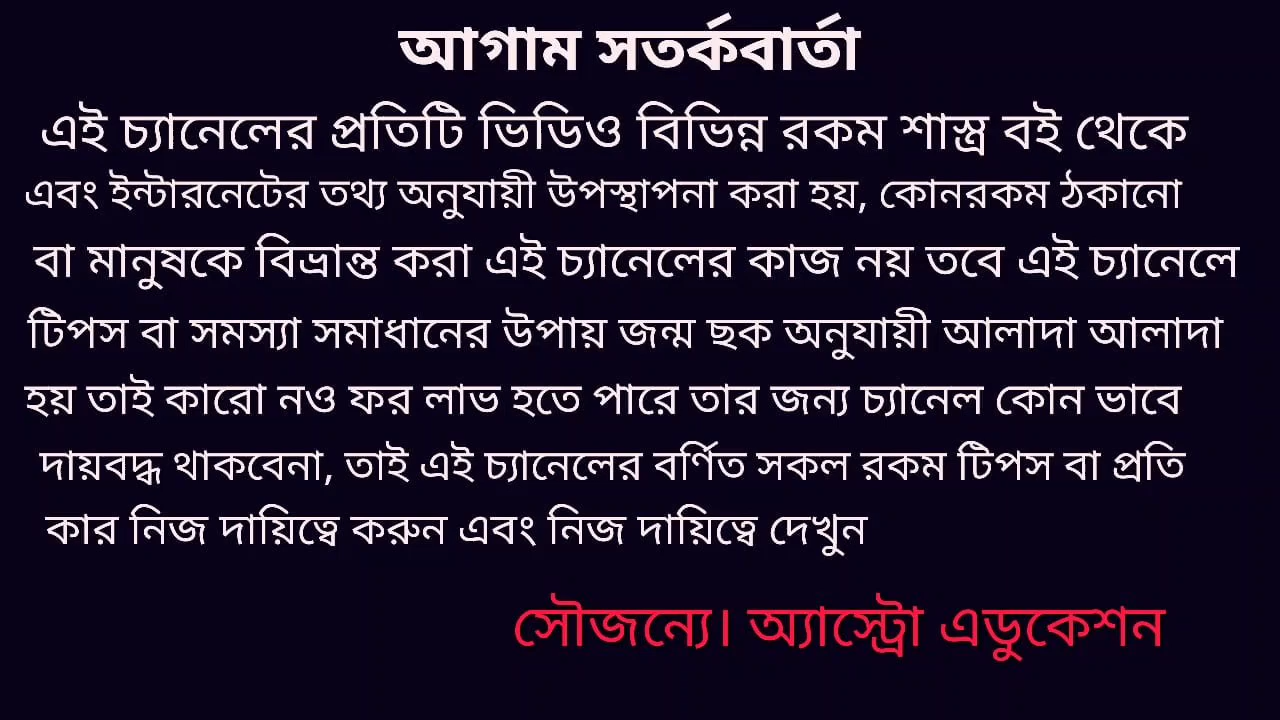 আগাম সতর্কবার্তা
এই চ্যানেলের প্রতিটি ভিডিও বিভিন্ন রকম শাস্ত্র বই থেকে
এবং ইন্টারনেটের তথ্য অনুযায়ী উপস্থাপনা করা হয়, কোনরকম ঠকানো
বা মানুষকে বিভ্রান্ত করা এই চ্যানেলের কাজ নয় তবে এই চ্যানেলে
টিপস বা সমস্যা সমাধানের উপায় জন্ম ছক অনুযায়ী আলাদা আলাদা
হয় তাই কারো নও ফর লাভ হতে পারে তার জন্য চ্যানেল কোন ভাবে
দায়বদ্ধ থাকবেনা, তাই এই চ্যানেলের বর্ণিত সকল রকম টিপস বা প্রতি
কার নিজ দায়িত্বে করুন এবং নিজ দায়িত্বে দেখুন
সৌজন্যে। অ্যাস্ট্রো এডুকেশন